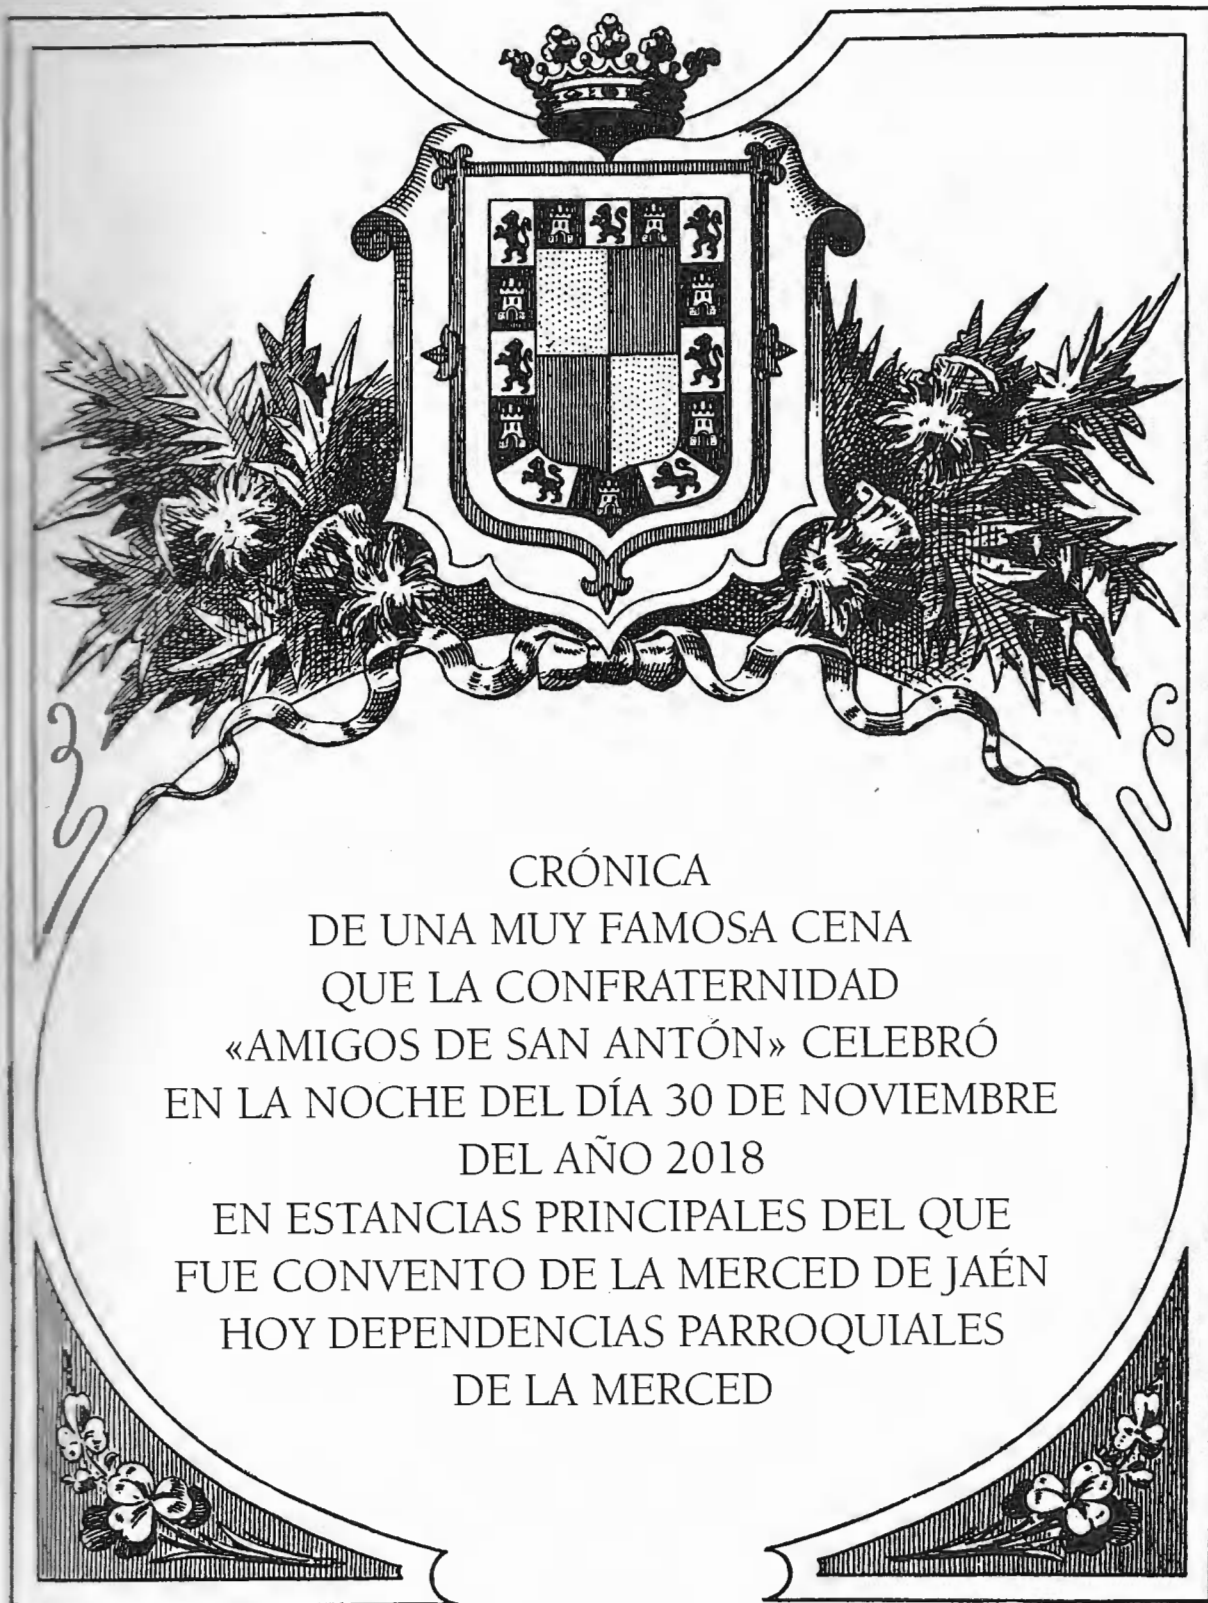 CRÓNICA
DE UNA MUY FAMOSA CENA
QUE LA CONFRATERNIDAD
«AMIGOS DE SAN ANTÓN» CELEBRÓ
EN LA NOCHE DEL DÍA 30 DE NOVIEMBRE
DEL AÑO 2018
EN ESTANCIAS PRINCIPALES DEL QUE
FUE CONVENTO DE LA MERCED DE JAÉN
HOY DEPENDENCIAS PARROQUIALES
DE LA MERCED